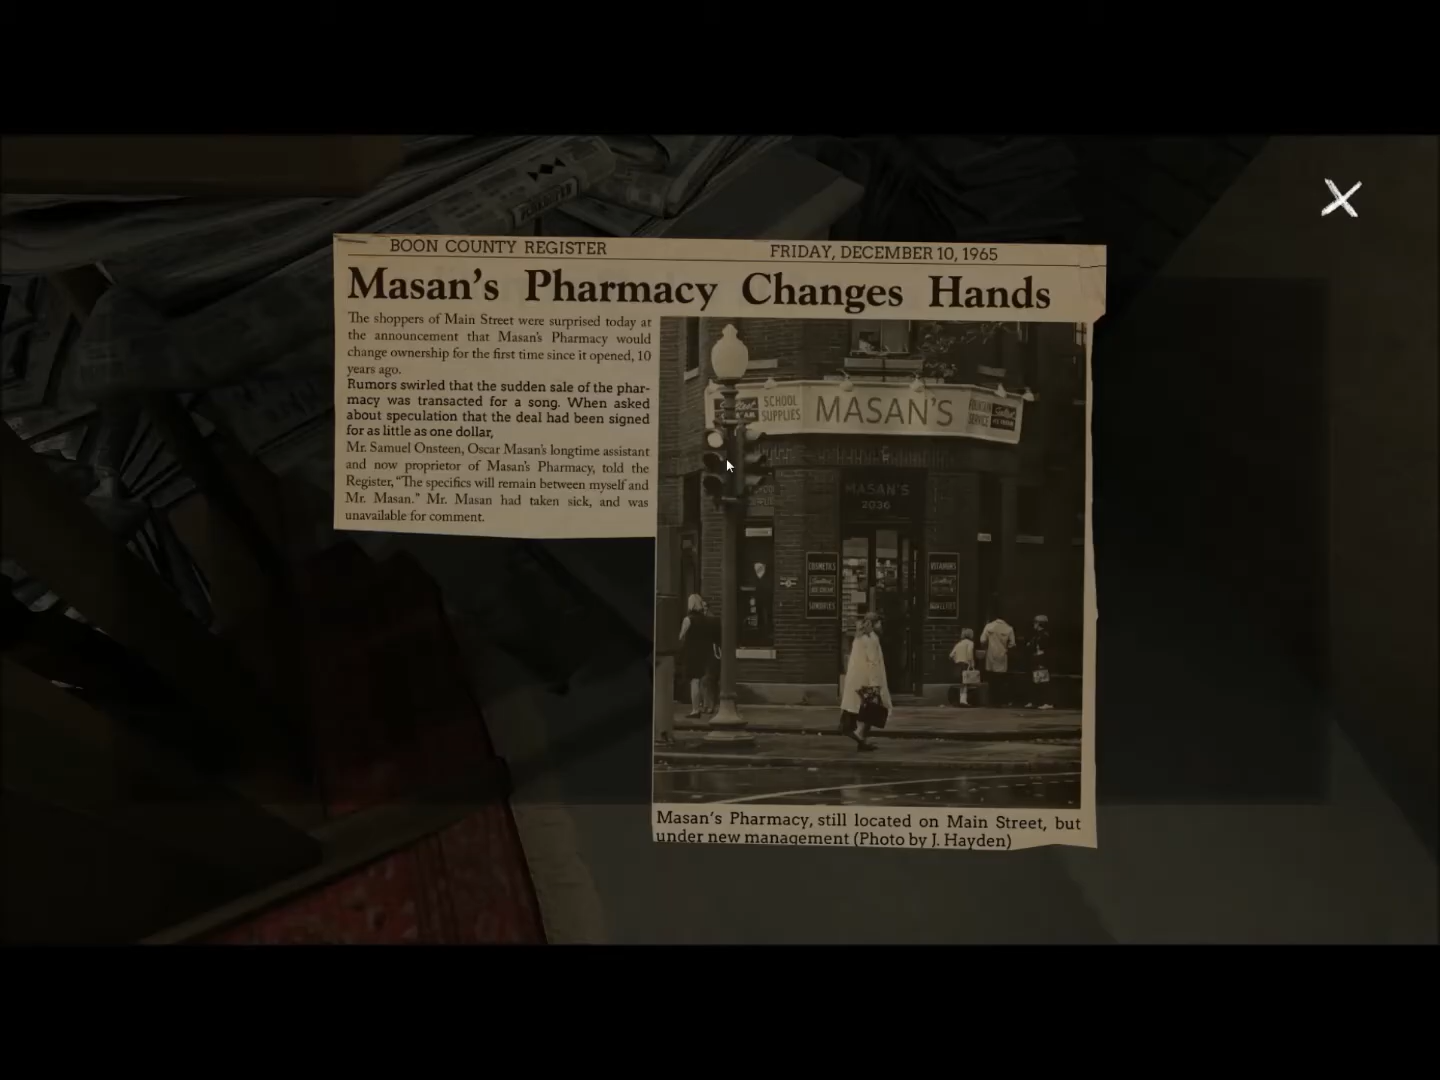 BOON COUNTY REGISTER
FRIDAY, DECEMBER 10, 1965
Masan's Pharmacy Changes Hands
The shoppers of Main Street were surprised today at
the announcement that Masan's Pharmacy would
change ownership for the first time since it opened, 10
years ago.
Rumors swirled that the sudden sale of the phar-
macy was transacted for a song. When asked
about speculation that the deal had been signed
for as little as one dollar,
Mr. Samuel Onsteen, Oscar Masan's longtime assistant
and now proprietor of Masan's Pharmacy, told the
Register, "The specifics will remain between myself and
Mr. Masan." Mr. Masan had taken sick, and was
unavailable for comment.
SCHOOL
SUPPLIES
MASAN'S
MASAN'S
2036
COSMETICS
SUNDRIES
VITAMINS
Masan's Pharmacy, still located on Main Street, but
under new management (Photo by J. Hayden)